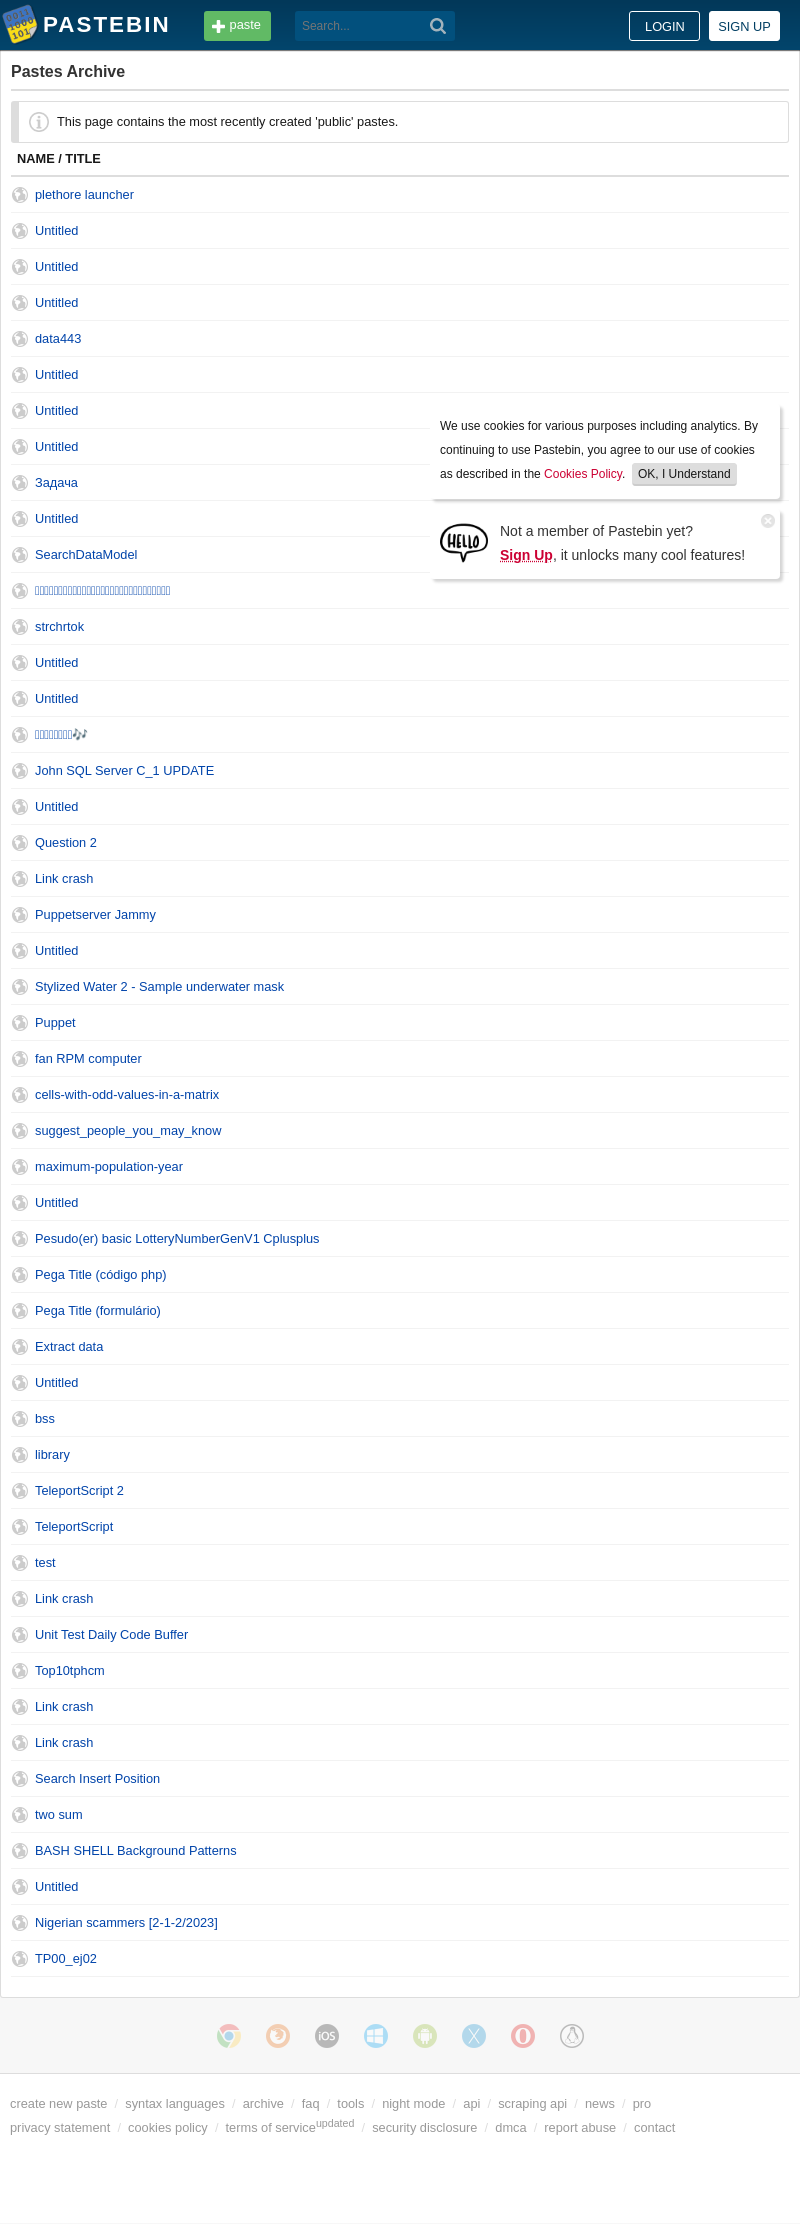 PASTEBIN
paste
Search...
LOGIN
SIGN UP
Pastes Archive
This page contains the most recently created 'public' pastes.
NAME / TITLE
plethore launcher
Untitled
Untitled
Untitled
data443
Untitled
Untitled
Untitled
Задача
Untitled
SearchDataModel
strchrtok
Untitled
Untitled
🎶
John SQL Server C_1 UPDATE
Untitled
Question 2
Link crash
Puppetserver Jammy
Untitled
Stylized Water 2 - Sample underwater mask
Puppet
fan RPM computer
cells-with-odd-values-in-a-matrix
suggest_people_you_may_know
maximum-population-year
Untitled
Pesudo(er) basic LotteryNumberGenV1 Cplusplus
Pega Title (código php)
Pega Title (formulário)
Extract data
Untitled
bss
library
TeleportScript 2
TeleportScript
test
Link crash
Unit Test Daily Code Buffer
Top10tphcm
Link crash
Link crash
Search Insert Position
two sum
BASH SHELL Background Patterns
Untitled
Nigerian scammers [2-1-2/2023]
TP00_ej02
We use cookies for various purposes including analytics. By
continuing to use Pastebin, you agree to our use of cookies
as described in the Cookies Policy. OK, I Understand
HELLO
Not a member of Pastebin yet?
Sign Up, it unlocks many cool features!
iOS
create new paste / syntax languages / archive / faq / tools / night mode / api / scraping api / news / pro
privacy statement / cookies policy / terms of service updated / security disclosure / dmca / report abuse / contact